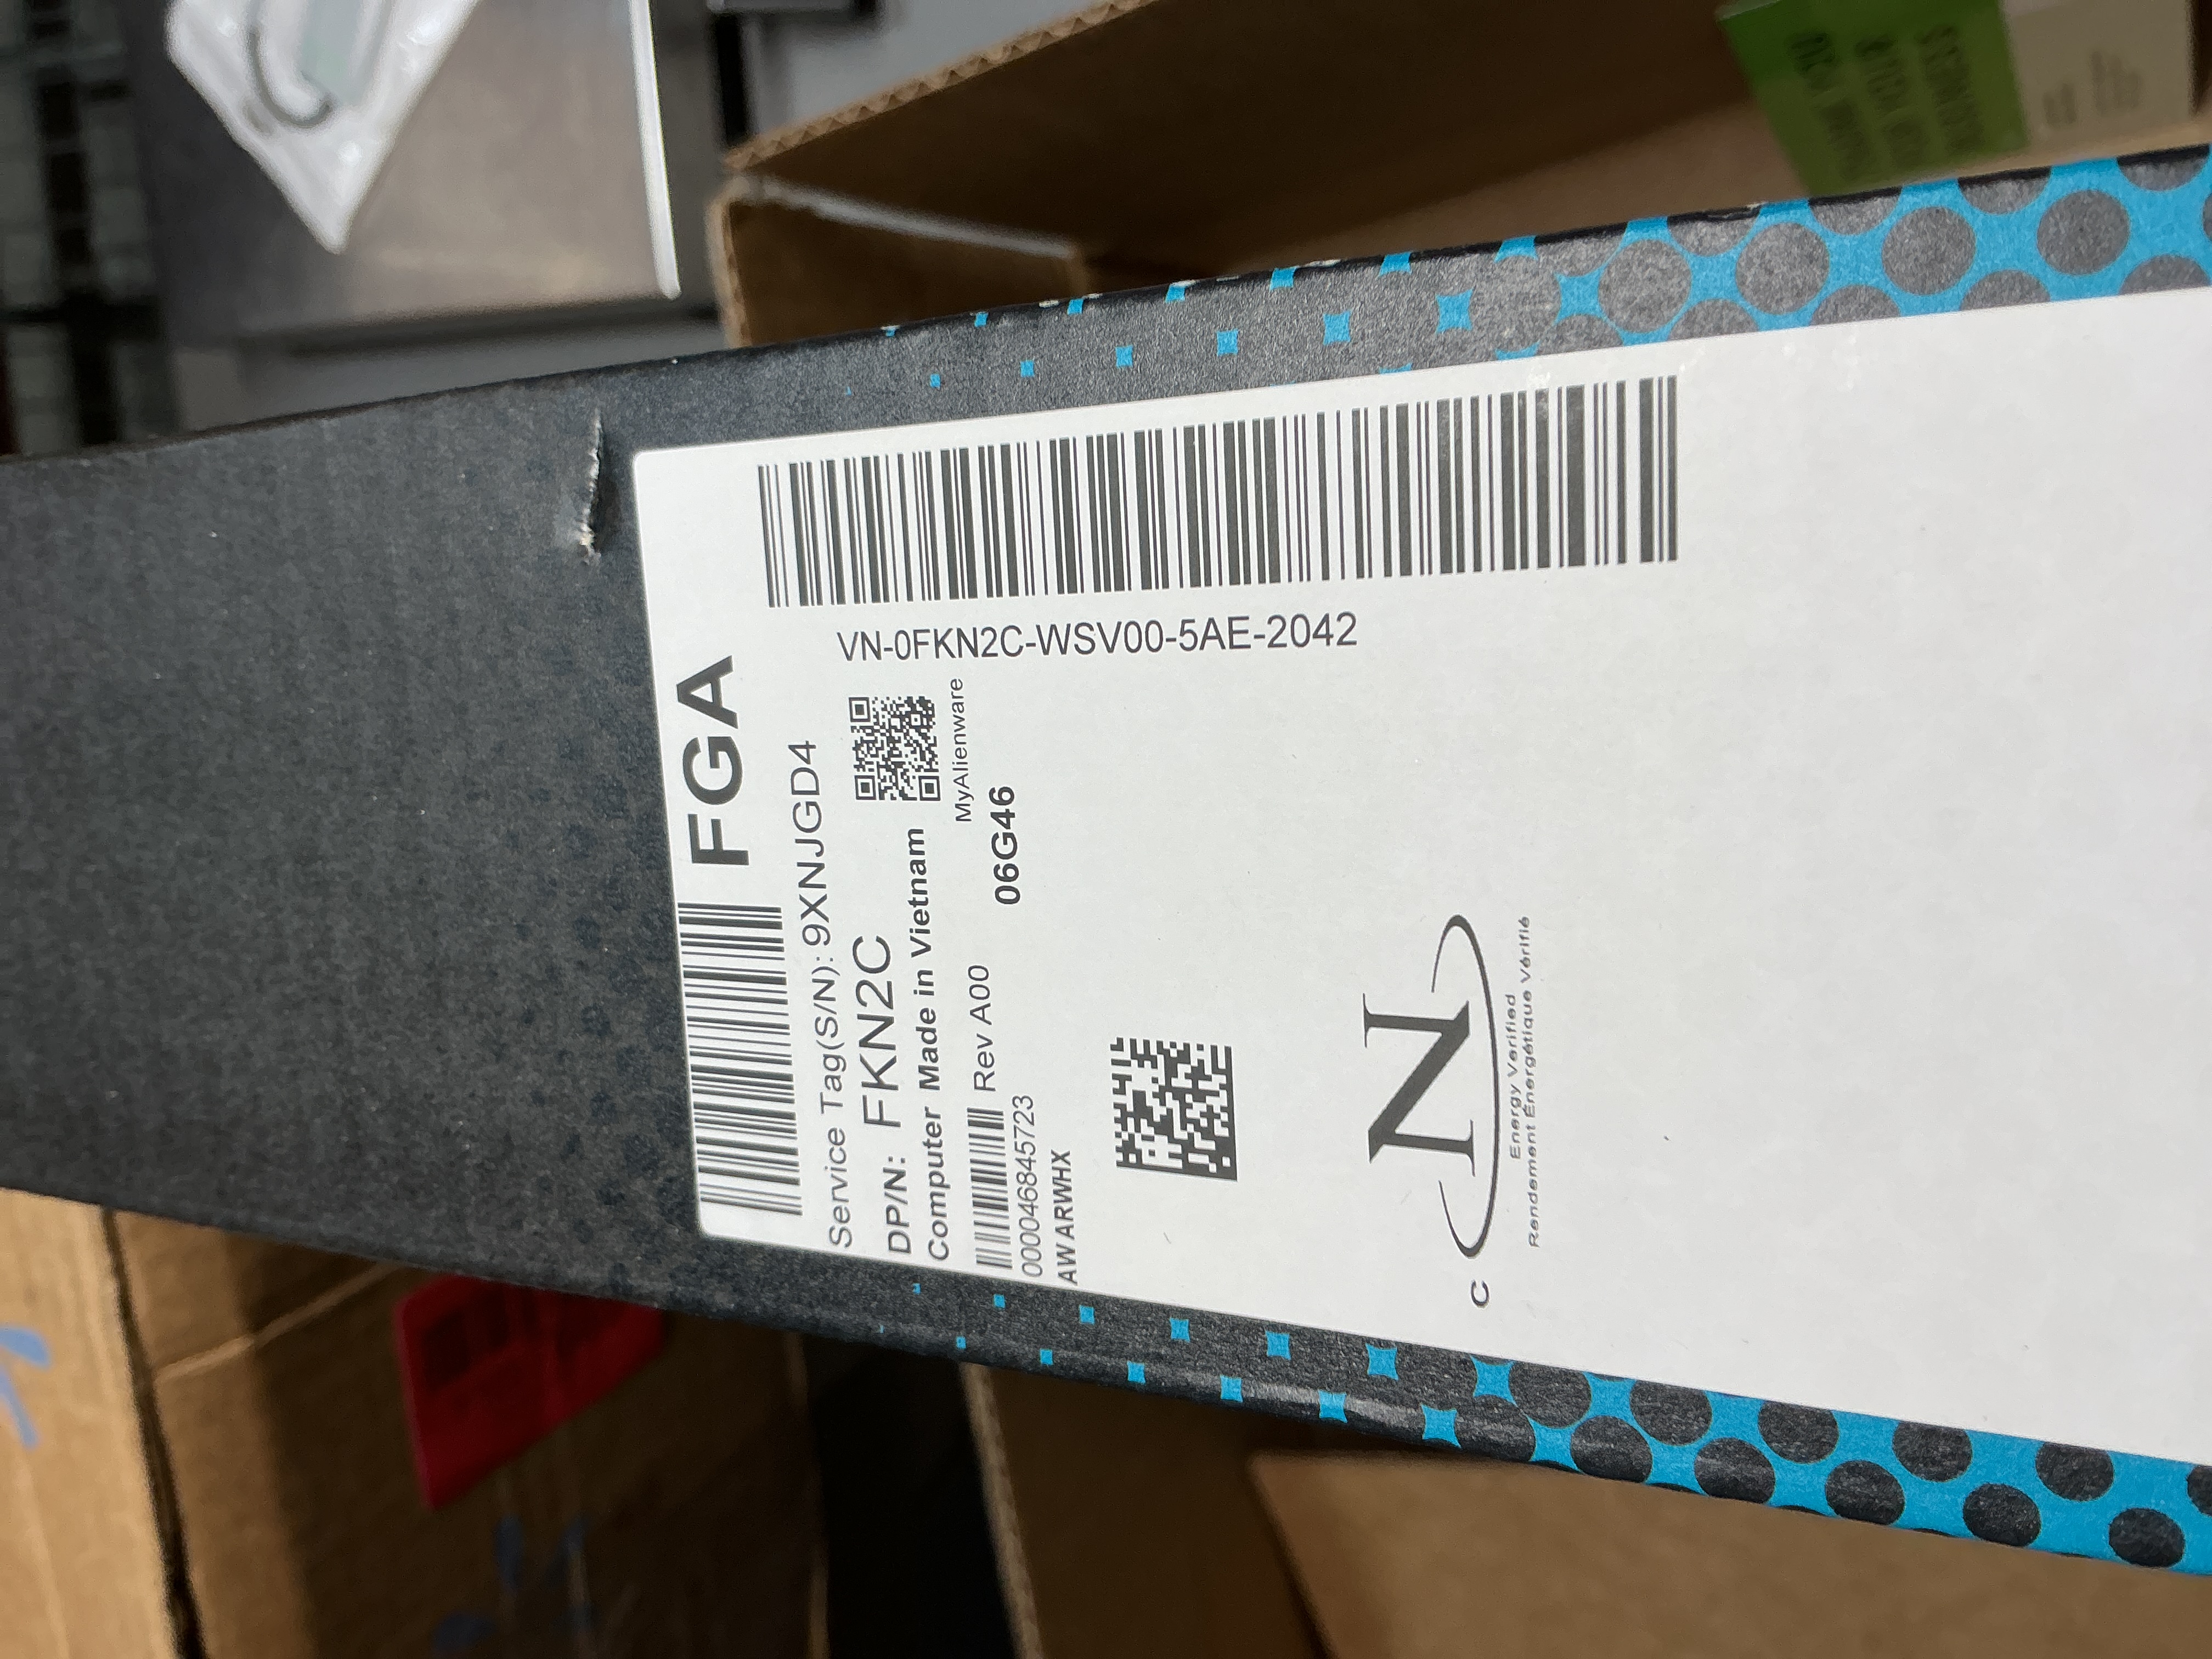 FGA
Service Tag(S/N): 9XNJGD4
DP/N: FKN2C
Computer Made in Vietnam
MyAlienware
Rev A00
06G46
000046845723
AWARWHX
VN-0FKN2C-WSV00-5AE-2042
N
C
Energy Verified
Rendement Énergétique Vérifié